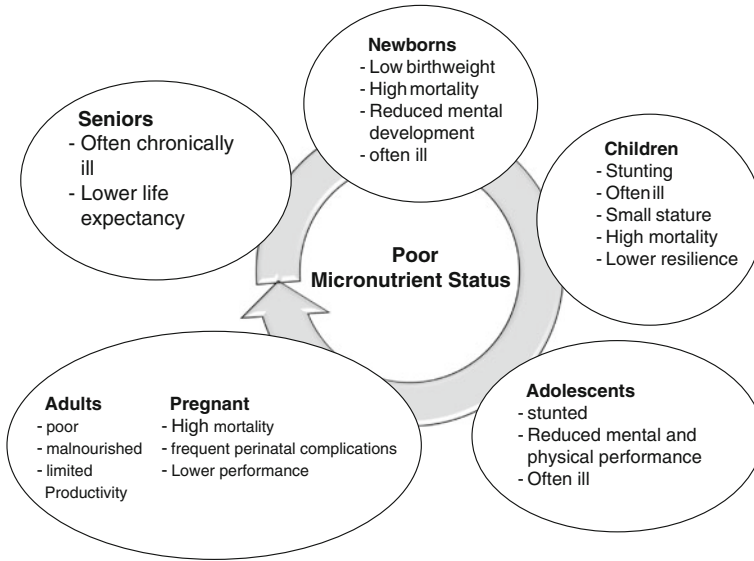 Newborns
- Low birthweight
- High mortality
- Reduced mental
development
- often ill
Seniors
- Often chronically
ill
- Lower life
expectancy
Children
- Stunting
- Often ill
- Small stature
- High mortality
- Lower resilience
Poor
Micronutrient Status
Adults
- poor
- malnourished
- limited
Productivity
Pregnant
- High mortality
- frequent perinatal complications
- Lower performance
Adolescents
- stunted
- Reduced mental and
physical performance
- Often ill